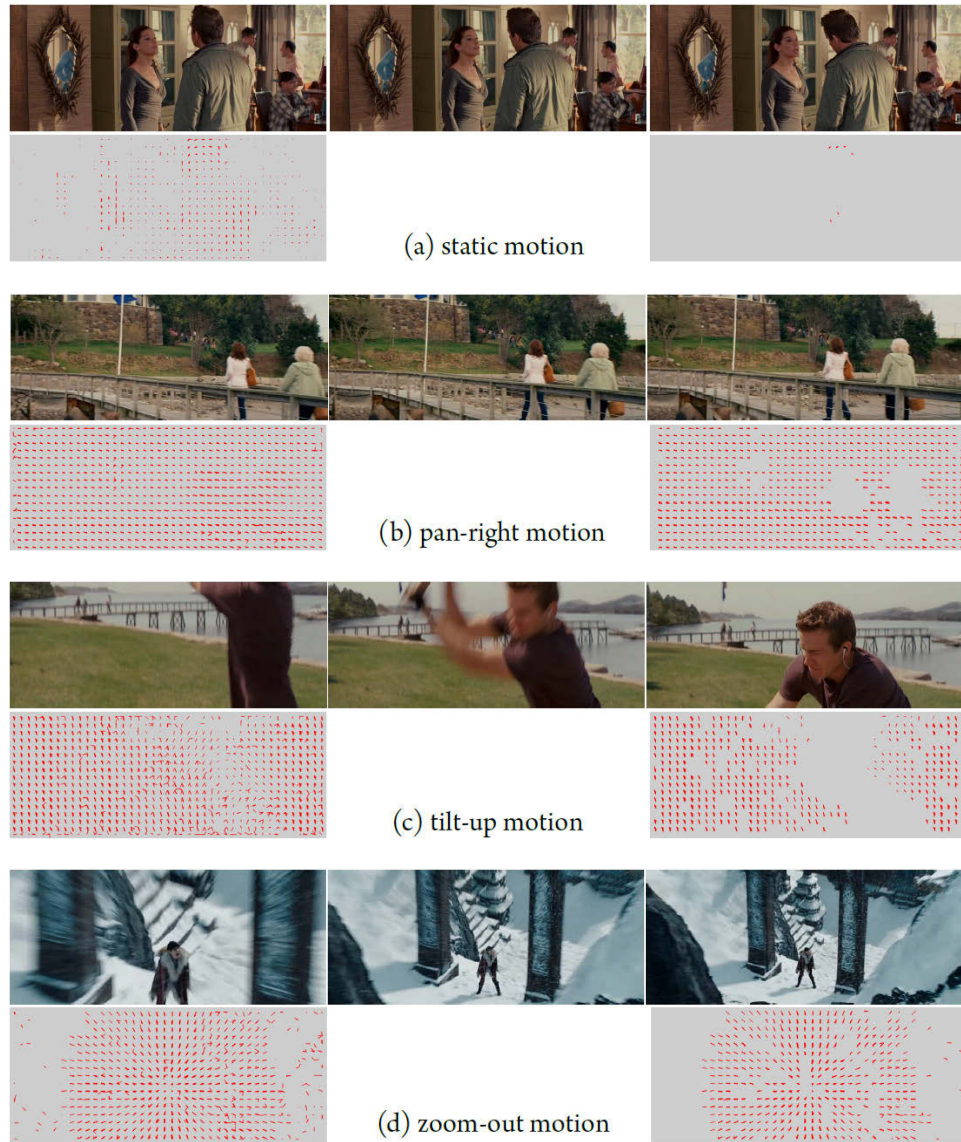 (a) static motion
(b) pan-right motion
(c) tilt-up motion
(d) zoom-out motion